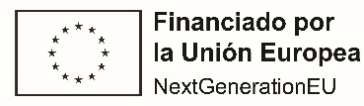 Financiado por
la Unión Europea
NextGenerationEU